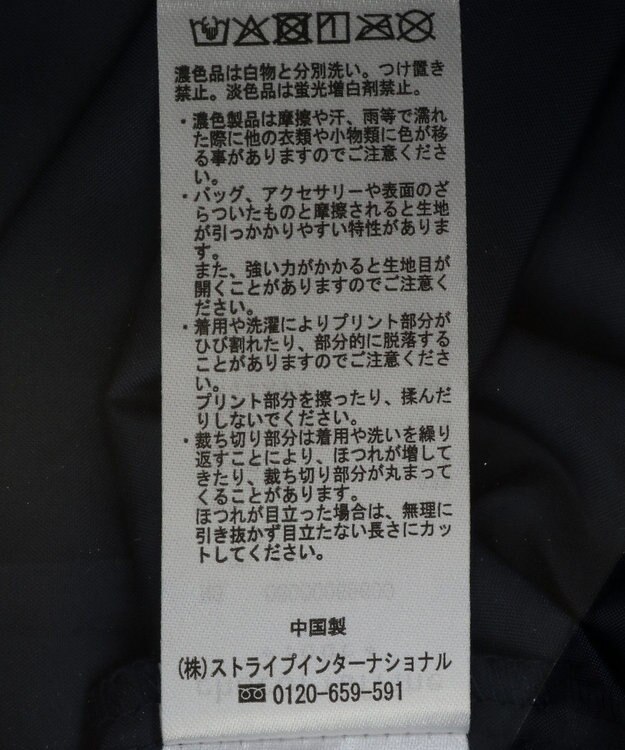 濃色品は白物と分別洗い。つけ置き
禁止。淡色品は蛍光増白剤禁止。
・濃色製品は摩擦や汗、雨等で濡れ
た際に他の衣類や小物類に色が移
る事がありますのでご注意くださ
い。
・バッグ、アクセサリーや表面のざ
らついたものと摩擦されると生地
が引っかかりやすい特性がありま
す。
また、強い力がかかると生地目が
開くことがありますのでご注意く
ださい。
・着用や洗濯によりプリント部分が
ひび割れたり、部分的に脱落する
ことがありますのでご注意くださ
い。
プリント部分を擦ったり、揉んだ
りしないでください。
・裁ち切り部分は着用や洗いを繰り
返すことにより、ほつれが増して
きたり、裁ち切り部分が丸まって
くることがあります。
ほつれが目立った場合は、無理に
引き抜かず目立たない長さにカッ
トしてください。
中国製
(株)ストライプインターナショナル
0120-659-591